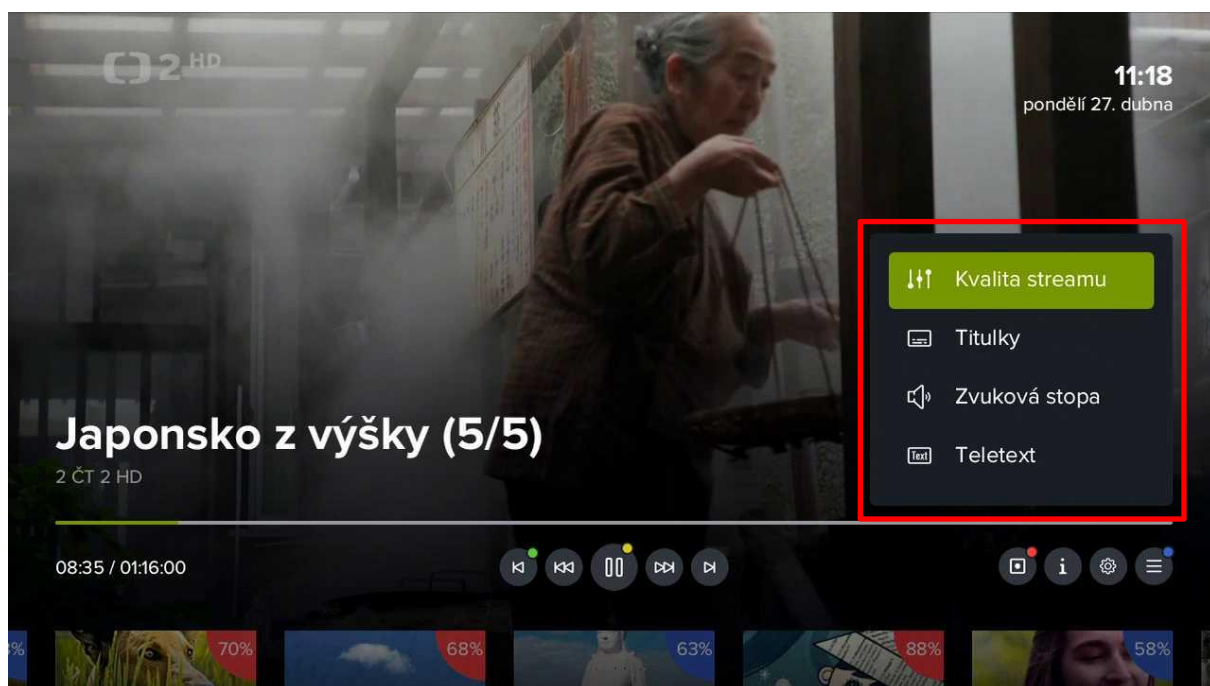 2 HD
11:18
pondělí 27. dubna
Kvalita streamu
Titulky
Zvuková stopa
Text Teletext
Japonsko z výšky (5/5)
2 ČT 2 HD
08:35 / 01:16:00
70%
68%
63%
88%
58%